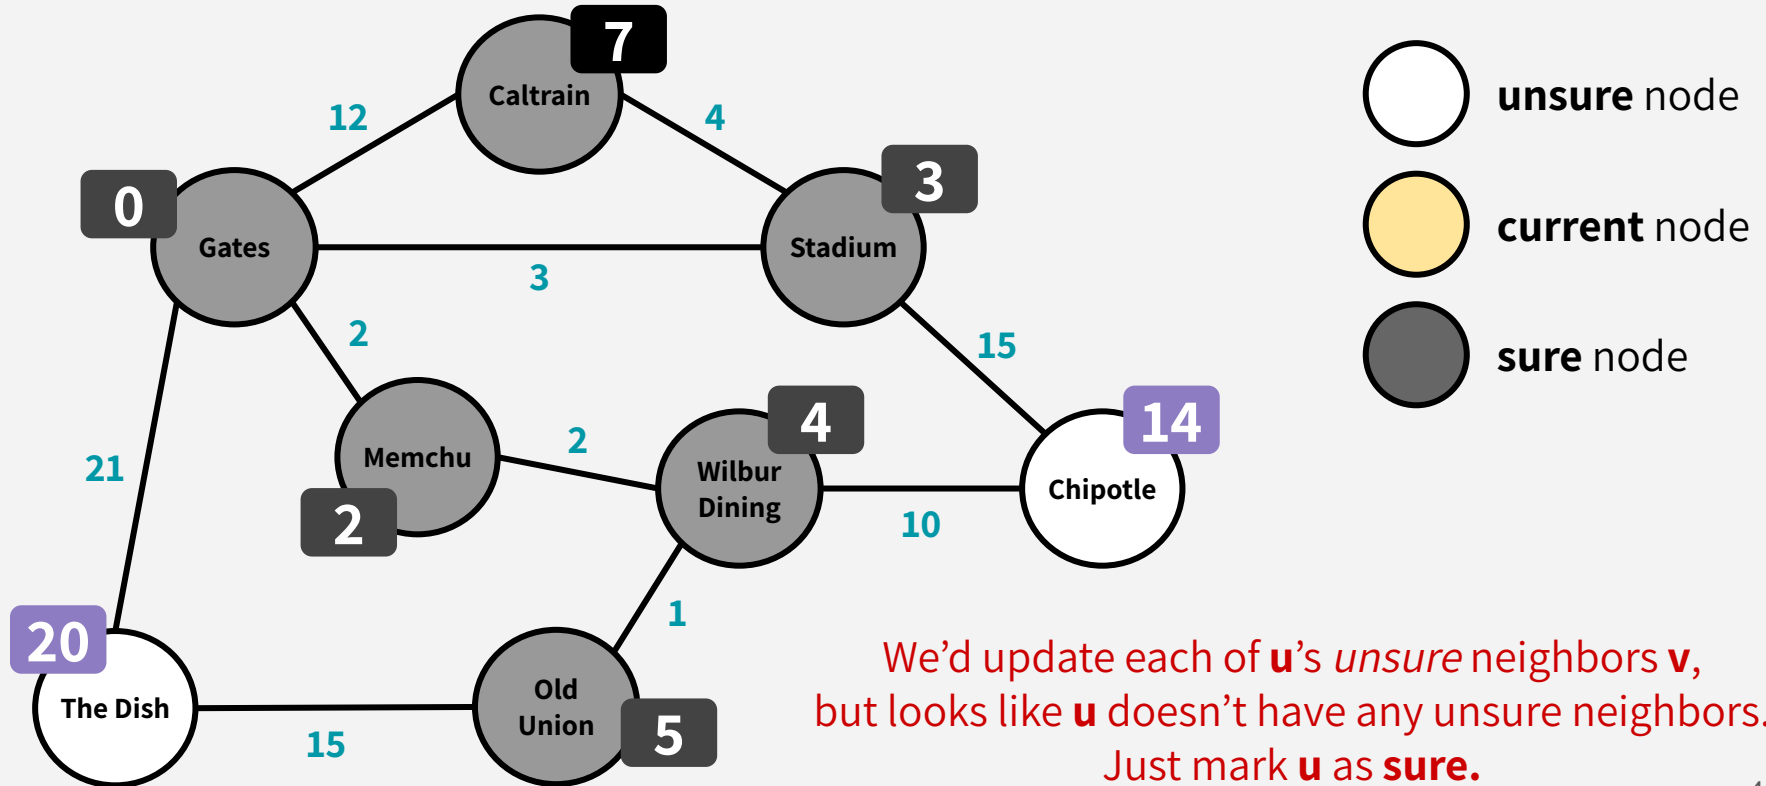 7
Caltrain
12
4
3
0
Gates
Stadium
3
2
15
4
14
2
Memchu
Wilbur
Dining
Chipotle
21
10
2
1
20
The Dish
Old
Union
5
15
unsure node
current node
sure node
We’d update each of u’s unsure neighbors v,
but looks like u doesn’t have any unsure neighbors.
Just mark u as sure.